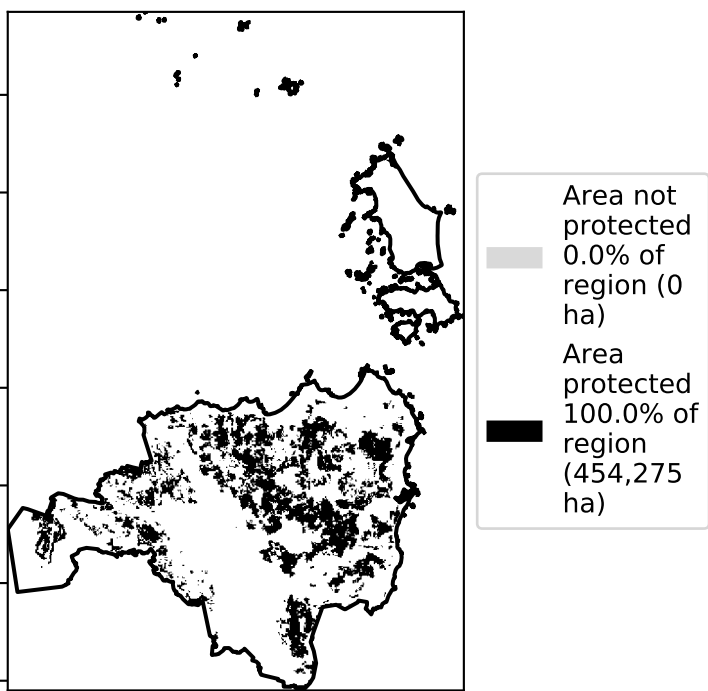 Area not
protected
0.0% of
region (0
ha)
Area
protected
100.0% of
region
(454,275
ha)